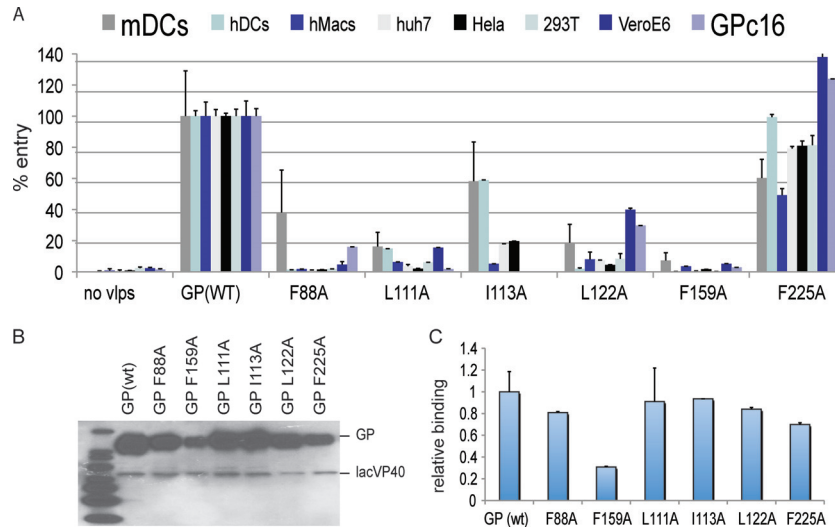 A
mDCs hDCs hMacs huh7 Hela 293T VeroE6 GPc16
% entry
140
120
100
80
60
40
20
0
no vlps GP(WT) F88A L111A I113A L122A F159A F225A
B
GP(wt)
GP F88A
GP F159A
GP L111A
GP I113A
GP L122A
GP F225A
GP
lacVP40
C
relative binding
1.4
1.2
1
0.8
0.6
0.4
0.2
0
GP (wt) F88A F159A L111A I113A L122A F225A